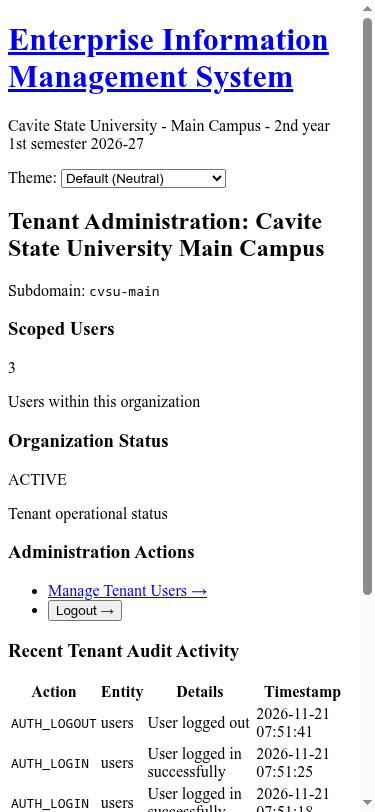 Enterprise Information
Management System
Cavite State University - Main Campus - 2nd year
1st semester 2026-27
Theme: Default (Neutral)
Tenant Administration: Cavite
State University Main Campus
Subdomain: cvsu-main
Scoped Users
3
Users within this organization
Organization Status
ACTIVE
Tenant operational status
Administration Actions
Manage Tenant Users →
Logout →
Recent Tenant Audit Activity
Action Entity Details Timestamp
AUTH_LOGOUT users User logged out 2026-11-21
07:51:41
AUTH_LOGIN users User logged in 2026-11-21
successfully 07:51:25
AUTH_LOGIN users User logged in 2026-11-21
successfully 07:51:18